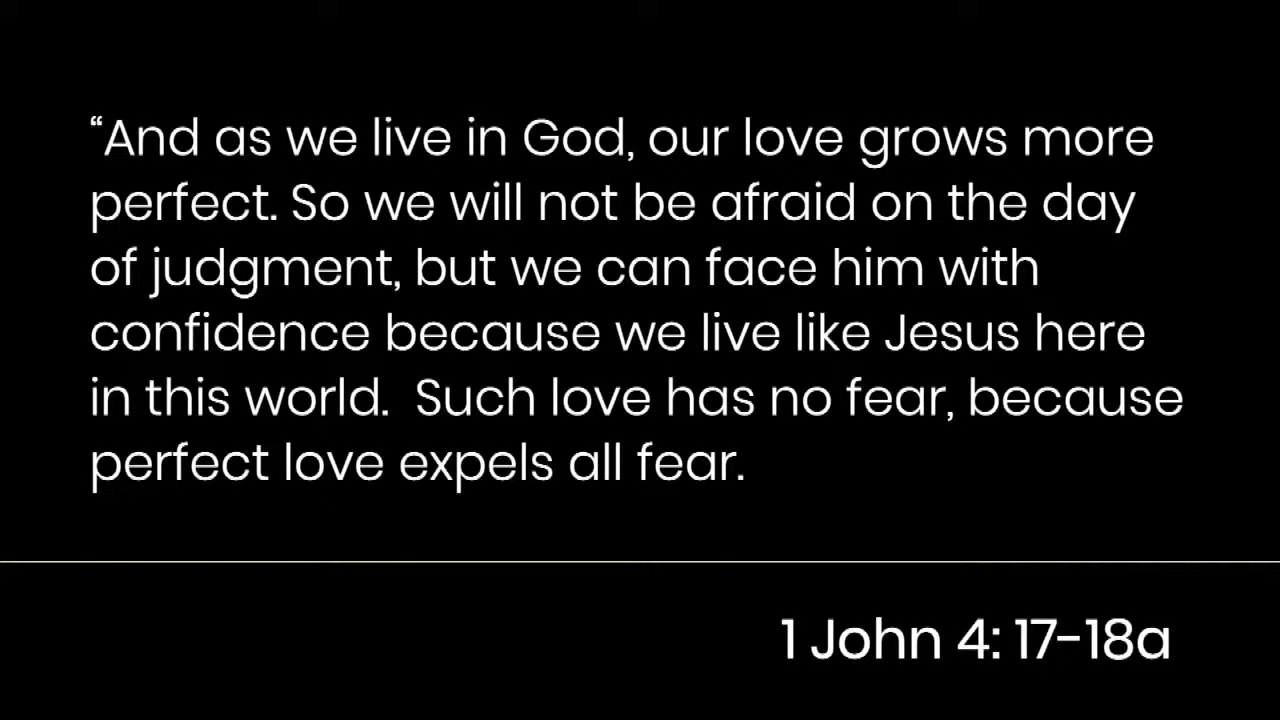 “And as we live in God, our love grows more
perfect. So we will not be afraid on the day
of judgment, but we can face him with
confidence because we live like Jesus here
in this world.  Such love has no fear, because
perfect love expels all fear.
1 John 4: 17-18a